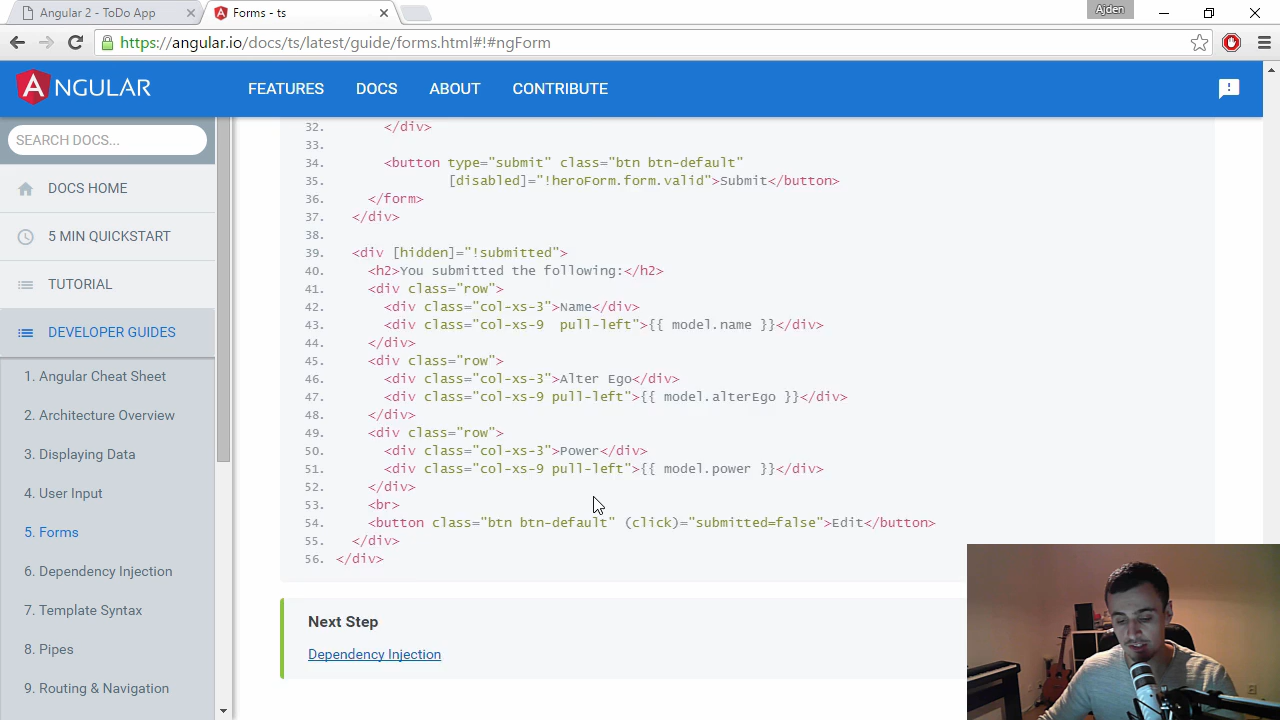 Angular 2 - ToDo App
Forms - ts
Ajden
https://angular.io/docs/ts/latest/guide/forms.html#!#ngForm
ANGULAR
FEATURES
DOCS
ABOUT
CONTRIBUTE
SEARCH DOCS...
DOCS HOME
5 MIN QUICKSTART
TUTORIAL
DEVELOPER GUIDES
1. Angular Cheat Sheet
2. Architecture Overview
3. Displaying Data
4. User Input
5. Forms
6. Dependency Injection
7. Template Syntax
8. Pipes
9. Routing & Navigation
32.       </div>
33.
34.       <button type="submit" class="btn btn-default"
35.               [disabled]="!heroForm.form.valid">Submit</button>
36.     </form>
37.   </div>
38.
39.   <div [hidden]="!submitted">
40.     <h2>You submitted the following:</h2>
41.     <div class="row">
42.       <div class="col-xs-3">Name</div>
43.       <div class="col-xs-9  pull-left">{{ model.name }}</div>
44.     </div>
45.     <div class="row">
46.       <div class="col-xs-3">Alter Ego</div>
47.       <div class="col-xs-9 pull-left">{{ model.alterEgo }}</div>
48.     </div>
49.     <div class="row">
50.       <div class="col-xs-3">Power</div>
51.       <div class="col-xs-9 pull-left">{{ model.power }}</div>
52.     </div>
53.     <br>
54.     <button class="btn btn-default" (click)="submitted=false">Edit</button>
55.   </div>
56. </div>
Next Step
Dependency Injection